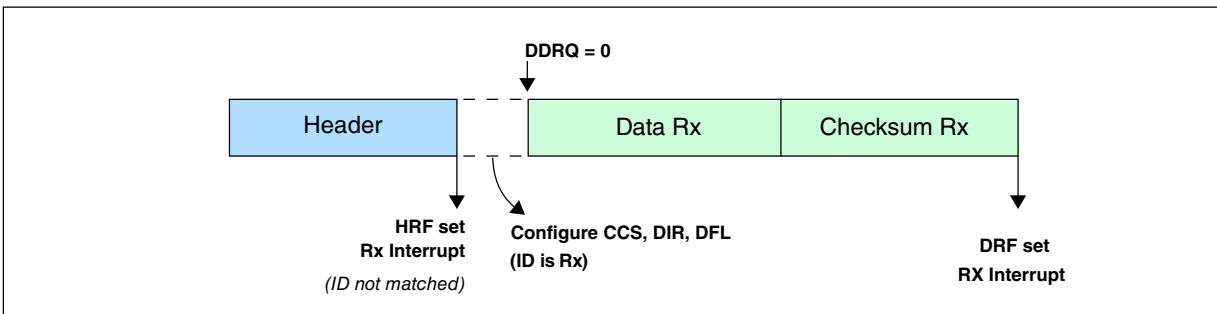 DDRQ = 0
Header
Data Rx
Checksum Rx
HRF set
Rx Interrupt
(ID not matched)
Configure CCS, DIR, DFL
(ID is Rx)
DRF set
RX Interrupt